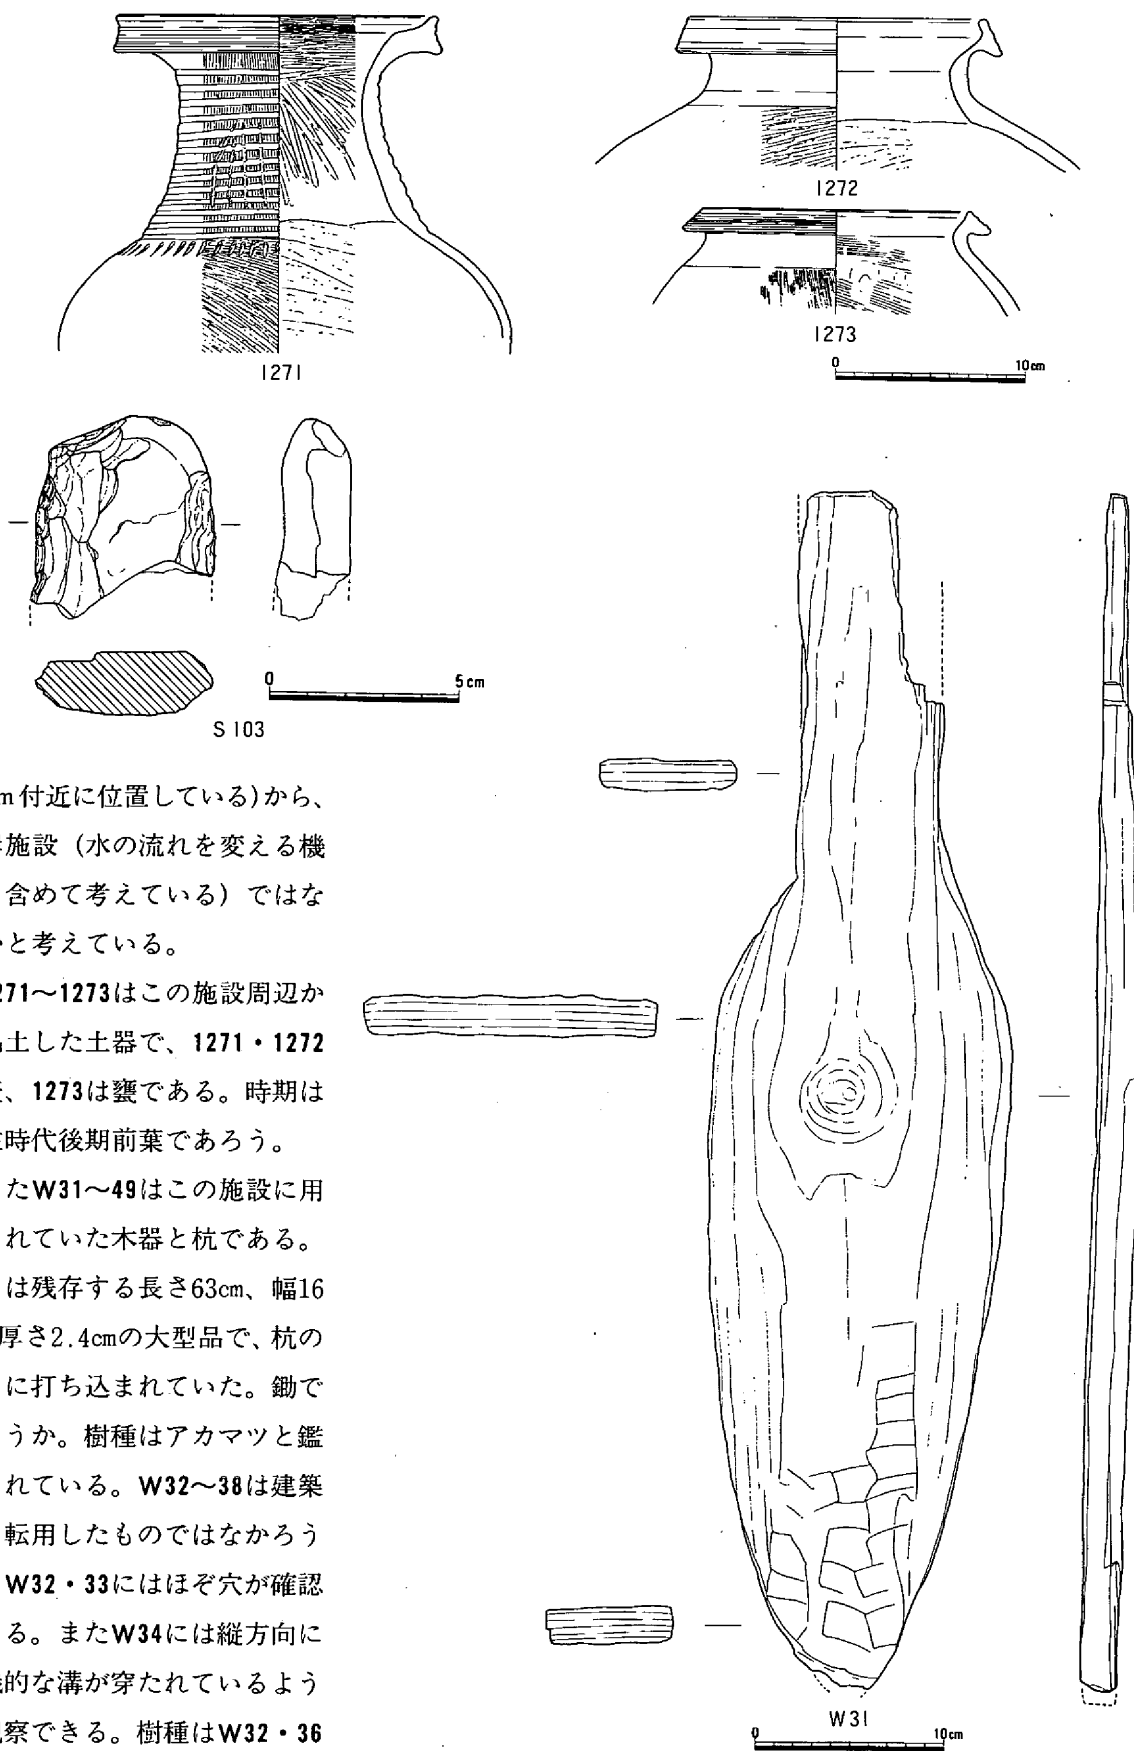 1271
1272
1273
0 10cm
0 5cm
S103
m付近に位置している)から、
施設（水の流れを変える機
含めて考えている）ではな
と考えている。
271〜1273はこの施設周辺か
土した土器で、1271・1272
、1273は甕である。時期は
時代後期前葉であろう。
たW31〜49はこの施設に用
れていた木器と杭である。
は残存する長さ63cm、幅16
厚さ2.4cmの大型品で、杭の
に打ち込まれていた。鋤で
うか。樹種はアカマツと鑑
れている。W32〜38は建築
転用したものではなかろう
W32・33にはほぞ穴が確認
る。またW34には縦方向に
的な溝が穿たれているよう
察できる。樹種はW32・36
W31
0 10cm